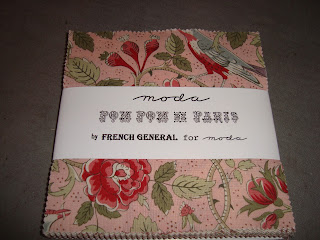 moda
POM POM DE PARIS
by FRENCH GENERAL for moda